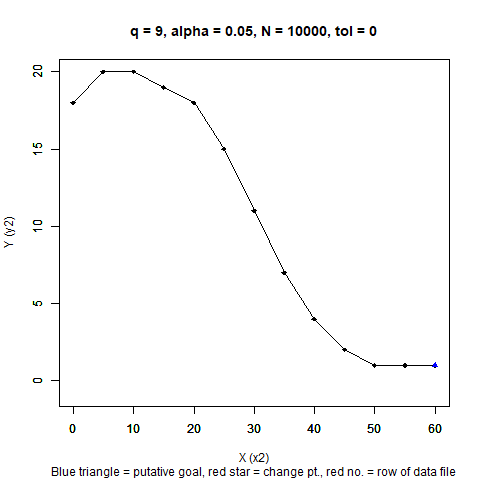 q = 9, alpha = 0.05, N = 10000, tol = 0
20
15
10
5
0
Y (y2)
0 10 20 30 40 50 60
X (x2)
Blue triangle = putative goal, red star = change pt., red no. = row of data file